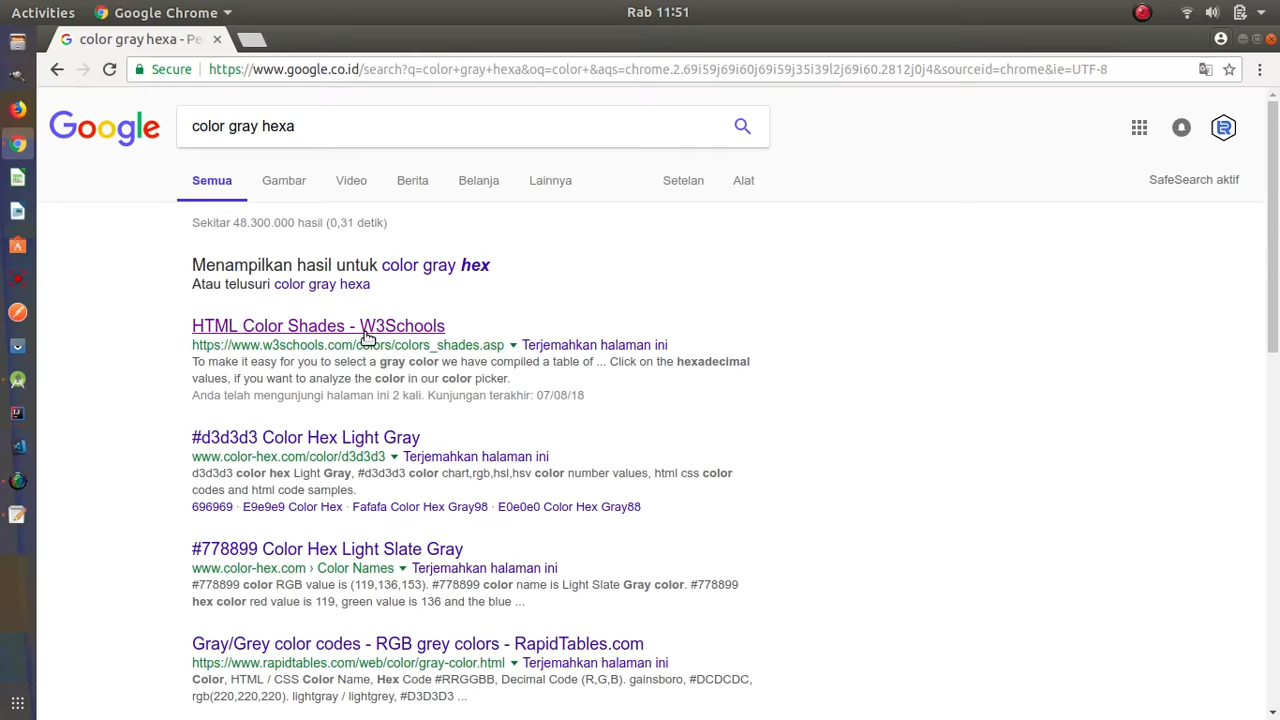 Activities
Google Chrome
Rab 11:51
color gray hexa - Pe
Secure
https://www.google.co.id/search?q=color+gray+hexa&oq=color+&aqs=chrome.2.69i59j69i60j69i59j35i39l2j69i60.2812j0j4&sourceid=chrome&ie=UTF-8
Google
color gray hexa
Semua
Gambar
Video
Berita
Belanja
Lainnya
Setelan
Alat
SafeSearch aktif
Sekitar 48.300.000 hasil (0,31 detik)
Menampilkan hasil untuk color gray hex
Atau telusuri color gray hexa
HTML Color Shades - W3Schools
https://www.w3schools.com/colors/colors_shades.asp Terjemahkan halaman ini
To make it easy for you to select a gray color we have compiled a table of ... Click on the hexadecimal
values, if you want to analyze the color in our color picker.
Anda telah mengunjungi halaman ini 2 kali. Kunjungan terakhir: 07/08/18
#d3d3d3 Color Hex Light Gray
www.color-hex.com/color/d3d3d3 Terjemahkan halaman ini
d3d3d3 color hex Light Gray, #d3d3d3 color chart,rgb,hsl,hsv color number values, html css color
codes and html code samples.
696969 · E9e9e9 Color Hex · Fafafa Color Hex Gray98 · E0e0e0 Color Hex Gray88
#778899 Color Hex Light Slate Gray
www.color-hex.com › Color Names Terjemahkan halaman ini
#778899 color RGB value is (119,136,153). #778899 color name is Light Slate Gray color. #778899
hex color red value is 119, green value is 136 and the blue ...
Gray/Grey color codes - RGB grey colors - RapidTables.com
https://www.rapidtables.com/web/color/gray-color.html Terjemahkan halaman ini
Color, HTML / CSS Color Name, Hex Code #RRGGBB, Decimal Code (R,G,B). gainsboro, #DCDCDC,
rgb(220,220,220). lightgray / lightgrey, #D3D3D3 ...